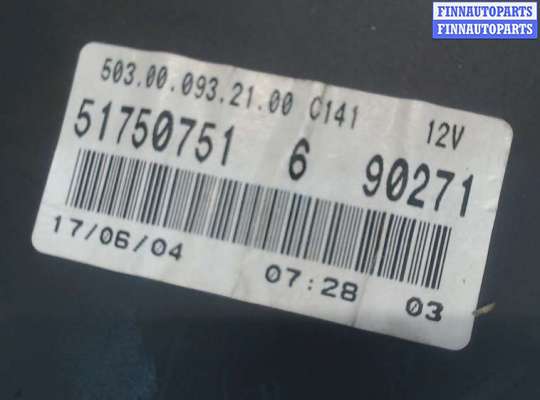 FINNAUTOPARTS
FINNAUTOPARTS
503.00.093.21.00 C141 12V
51750751 6 90271
17/06/04 07:28 03